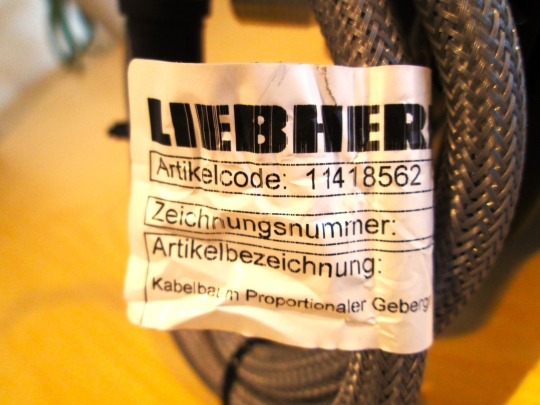 LIEBHER
Artikelcode: 11418562
Zeichnungsnummer:
Artikelbezeichnung:
Kabelbaum Proportionaler Geberg